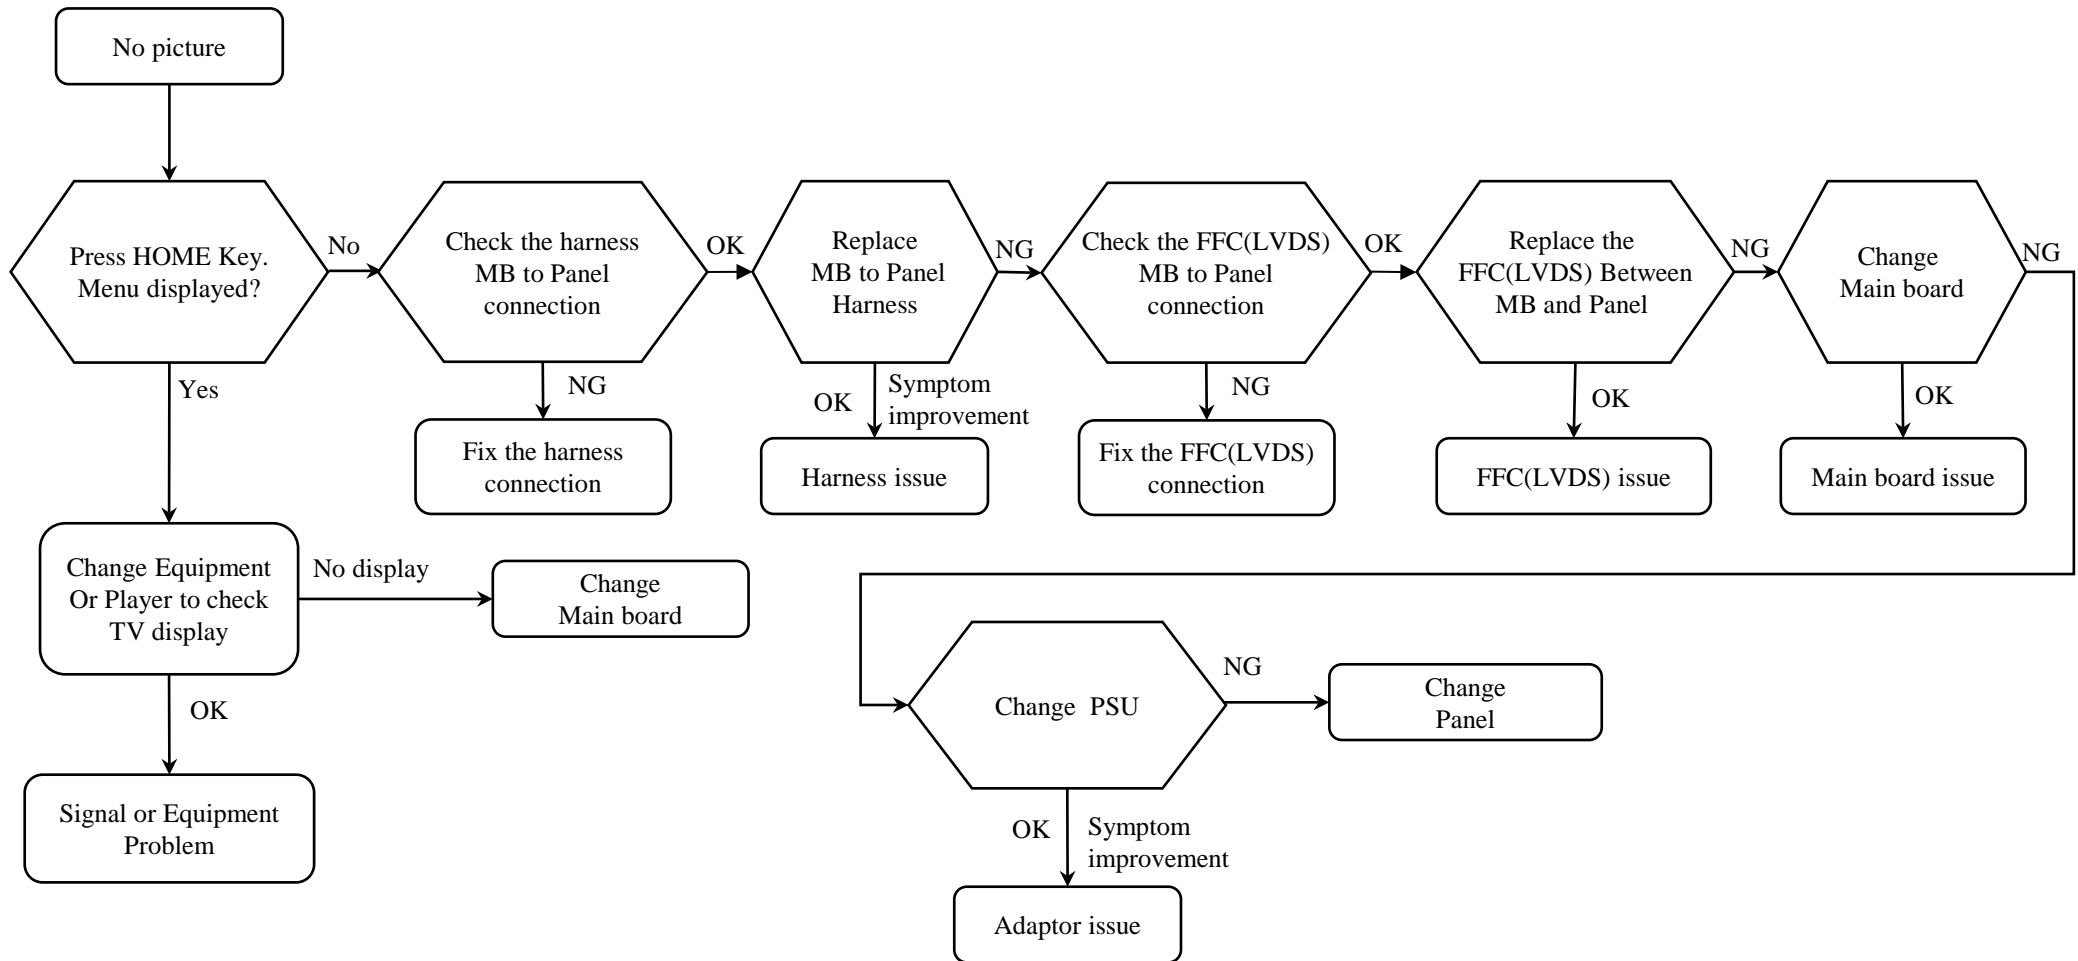 No picture
Press HOME Key.
Menu displayed?
No
Check the harness
MB to Panel
connection
OK
Replace
MB to Panel
Harness
NG
Check the FFC(LVDS)
MB to Panel
connection
OK
Replace the
FFC(LVDS) Between
MB and Panel
NG
Change
Main board
NG
Yes
NG
Fix the harness
connection
OK
Symptom
improvement
Harness issue
NG
Fix the FFC(LVDS)
connection
OK
FFC(LVDS) issue
OK
Main board issue
Change Equipment
Or Player to check
TV display
No display
Change
Main board
OK
Signal or Equipment
Problem
Change  PSU
NG
Change
Panel
OK
Symptom
improvement
Adaptor issue